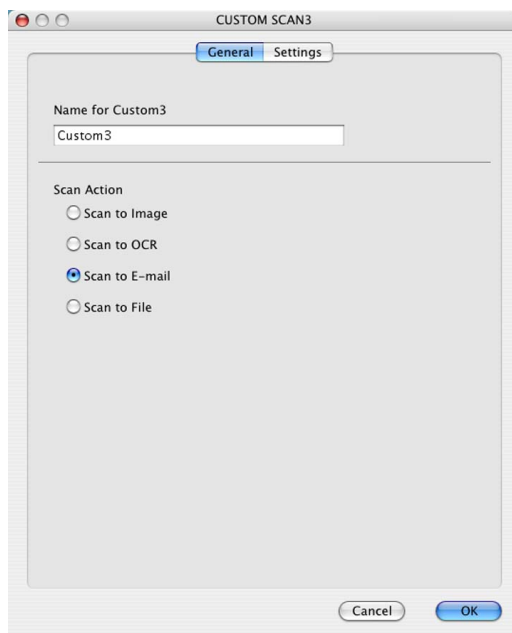 CUSTOM SCAN3
General Settings
Name for Custom3
Custom3
Scan Action
Scan to Image
Scan to OCR
Scan to E-mail
Scan to File
Cancel OK